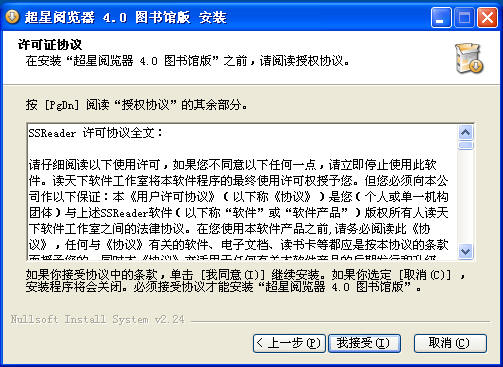 超星阅览器 4.0 图书馆版 安装
许可证协议
在安装“超星阅览器 4.0 图书馆版”之前,请阅读授权协议。
按 [PgDn] 阅读“授权协议”的其余部分。
SSReader 许可协议全文:
请仔细阅读以下使用许可,如果您不同意以下任何一点,请立即停止使用此软
件。读天下软件工作室将本软件程序的最终使用许可权授予您。但您必须向本公
司作以下保证:本《用户许可协议》(以下称《协议》)是您(个人或单一机构
团体)与上述SSReader软件(以下称“软件”或“软件产品”)版权所有人读天
下软件工作室之间的法律协议。在您使用本软件产品之前,请务必阅读此《协
议》,任何与《协议》有关的软件、电子文档、读书卡等都应是按本协议的条款
如果你接受协议中的条款,单击 [我同意(I)] 继续安装。如果你选定 [取消(C)] ,
安装程序将会关闭。必须接受协议才能安装“超星阅览器 4.0 图书馆版”。
Nullsoft Install System v2.24
< 上一步(P)
我接受(I)
取消(C)